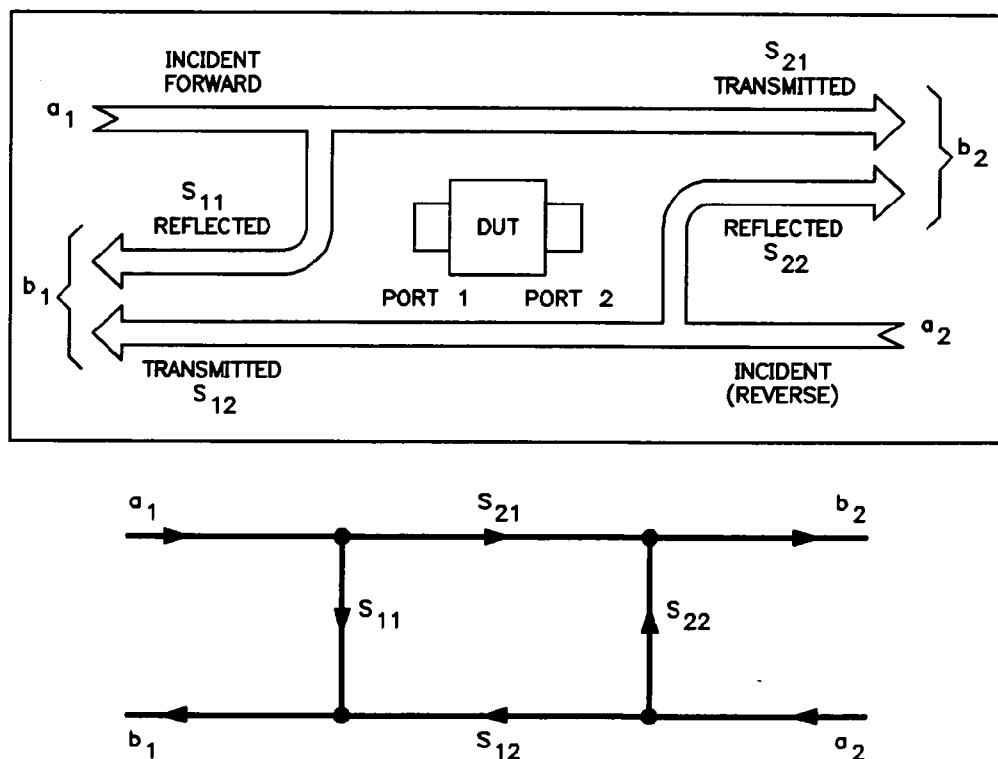 INCIDENT
FORWARD
S21
TRANSMITTED
a1
b2
S11
REFLECTED
DUT
REFLECTED
S22
b1
PORT 1 PORT 2
a2
TRANSMITTED
S12
INCIDENT
(REVERSE)
a1 S21 b2
S11 S22
b1 S12 a2